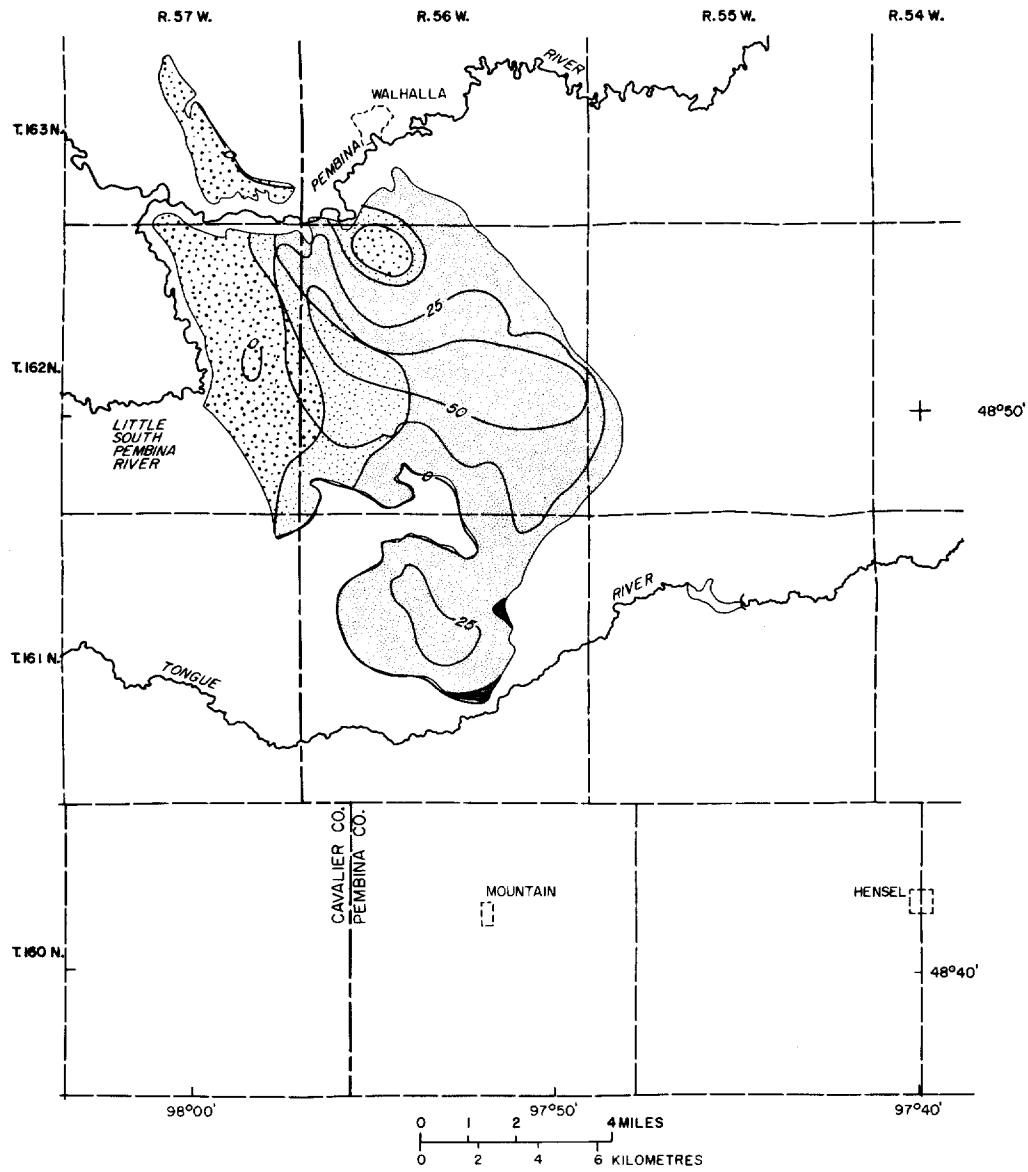 R. 57 W. R. 56 W. R. 55 W. R. 54 W.
RIVER
WALHALLA
T. 163 N.
PEMBINA
0
25
0
T. 162 N.
50
48°50'
LITTLE
SOUTH
PEMBINA
RIVER
0
RIVER
25
T. 161 N.
TONGUE
CAVALIER CO.
PEMBINA CO.
MOUNTAIN
HENSEL
T. 160 N.
48°40'
98°00' 97°50' 97°40'
0 1 2 4 MILES
0 2 4 6 KILOMETRES